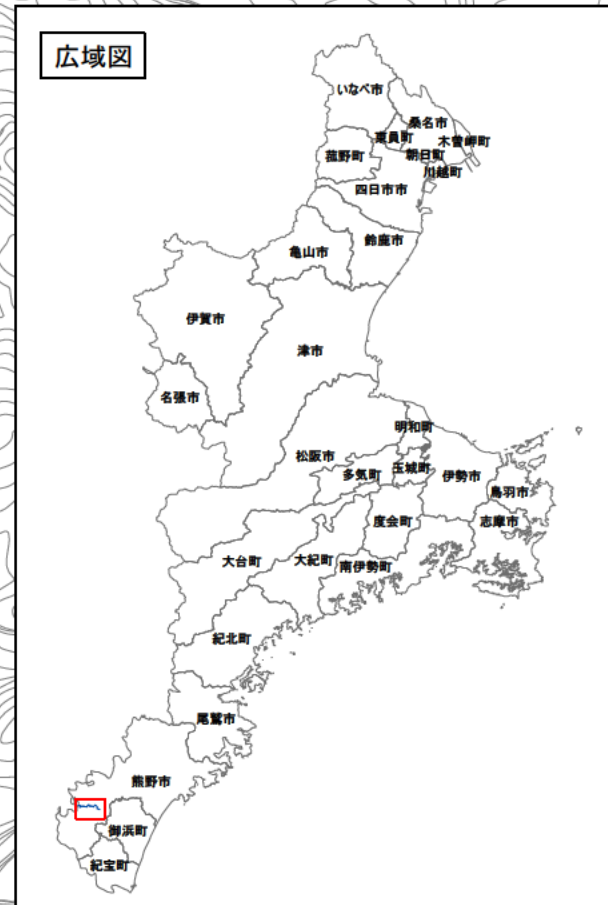 広域図
いなべ市
桑名市
木曽岬町
東員町
朝日町
菰野町
川越町
四日市市
鈴鹿市
亀山市
伊賀市
津市
名張市
明和町
松阪市
玉城町
多気町
伊勢市
鳥羽市
度会町
志摩市
大台町
大紀町
南伊勢町
紀北町
尾鷲市
熊野市
御浜町
紀宝町